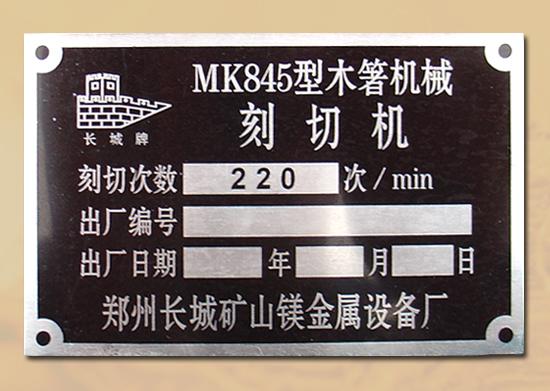 MK845型木箸机械
刻切机
长城牌
刻切次数 220 次/min
出厂编号
出厂日期 年 月 日
郑州长城矿山镁金属设备厂